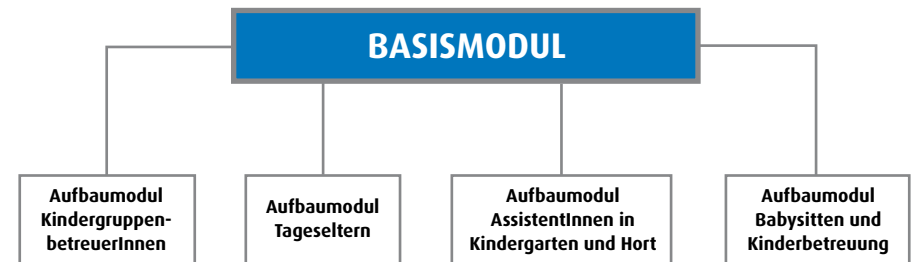 BASISMODUL
Aufbaumodul
Kindergruppen-
betreuerInnen
Aufbaumodul
Tageseltern
Aufbaumodul
AssistentInnen in
Kindergarten und Hort
Aufbaumodul
Babysitten und
Kinderbetreuung